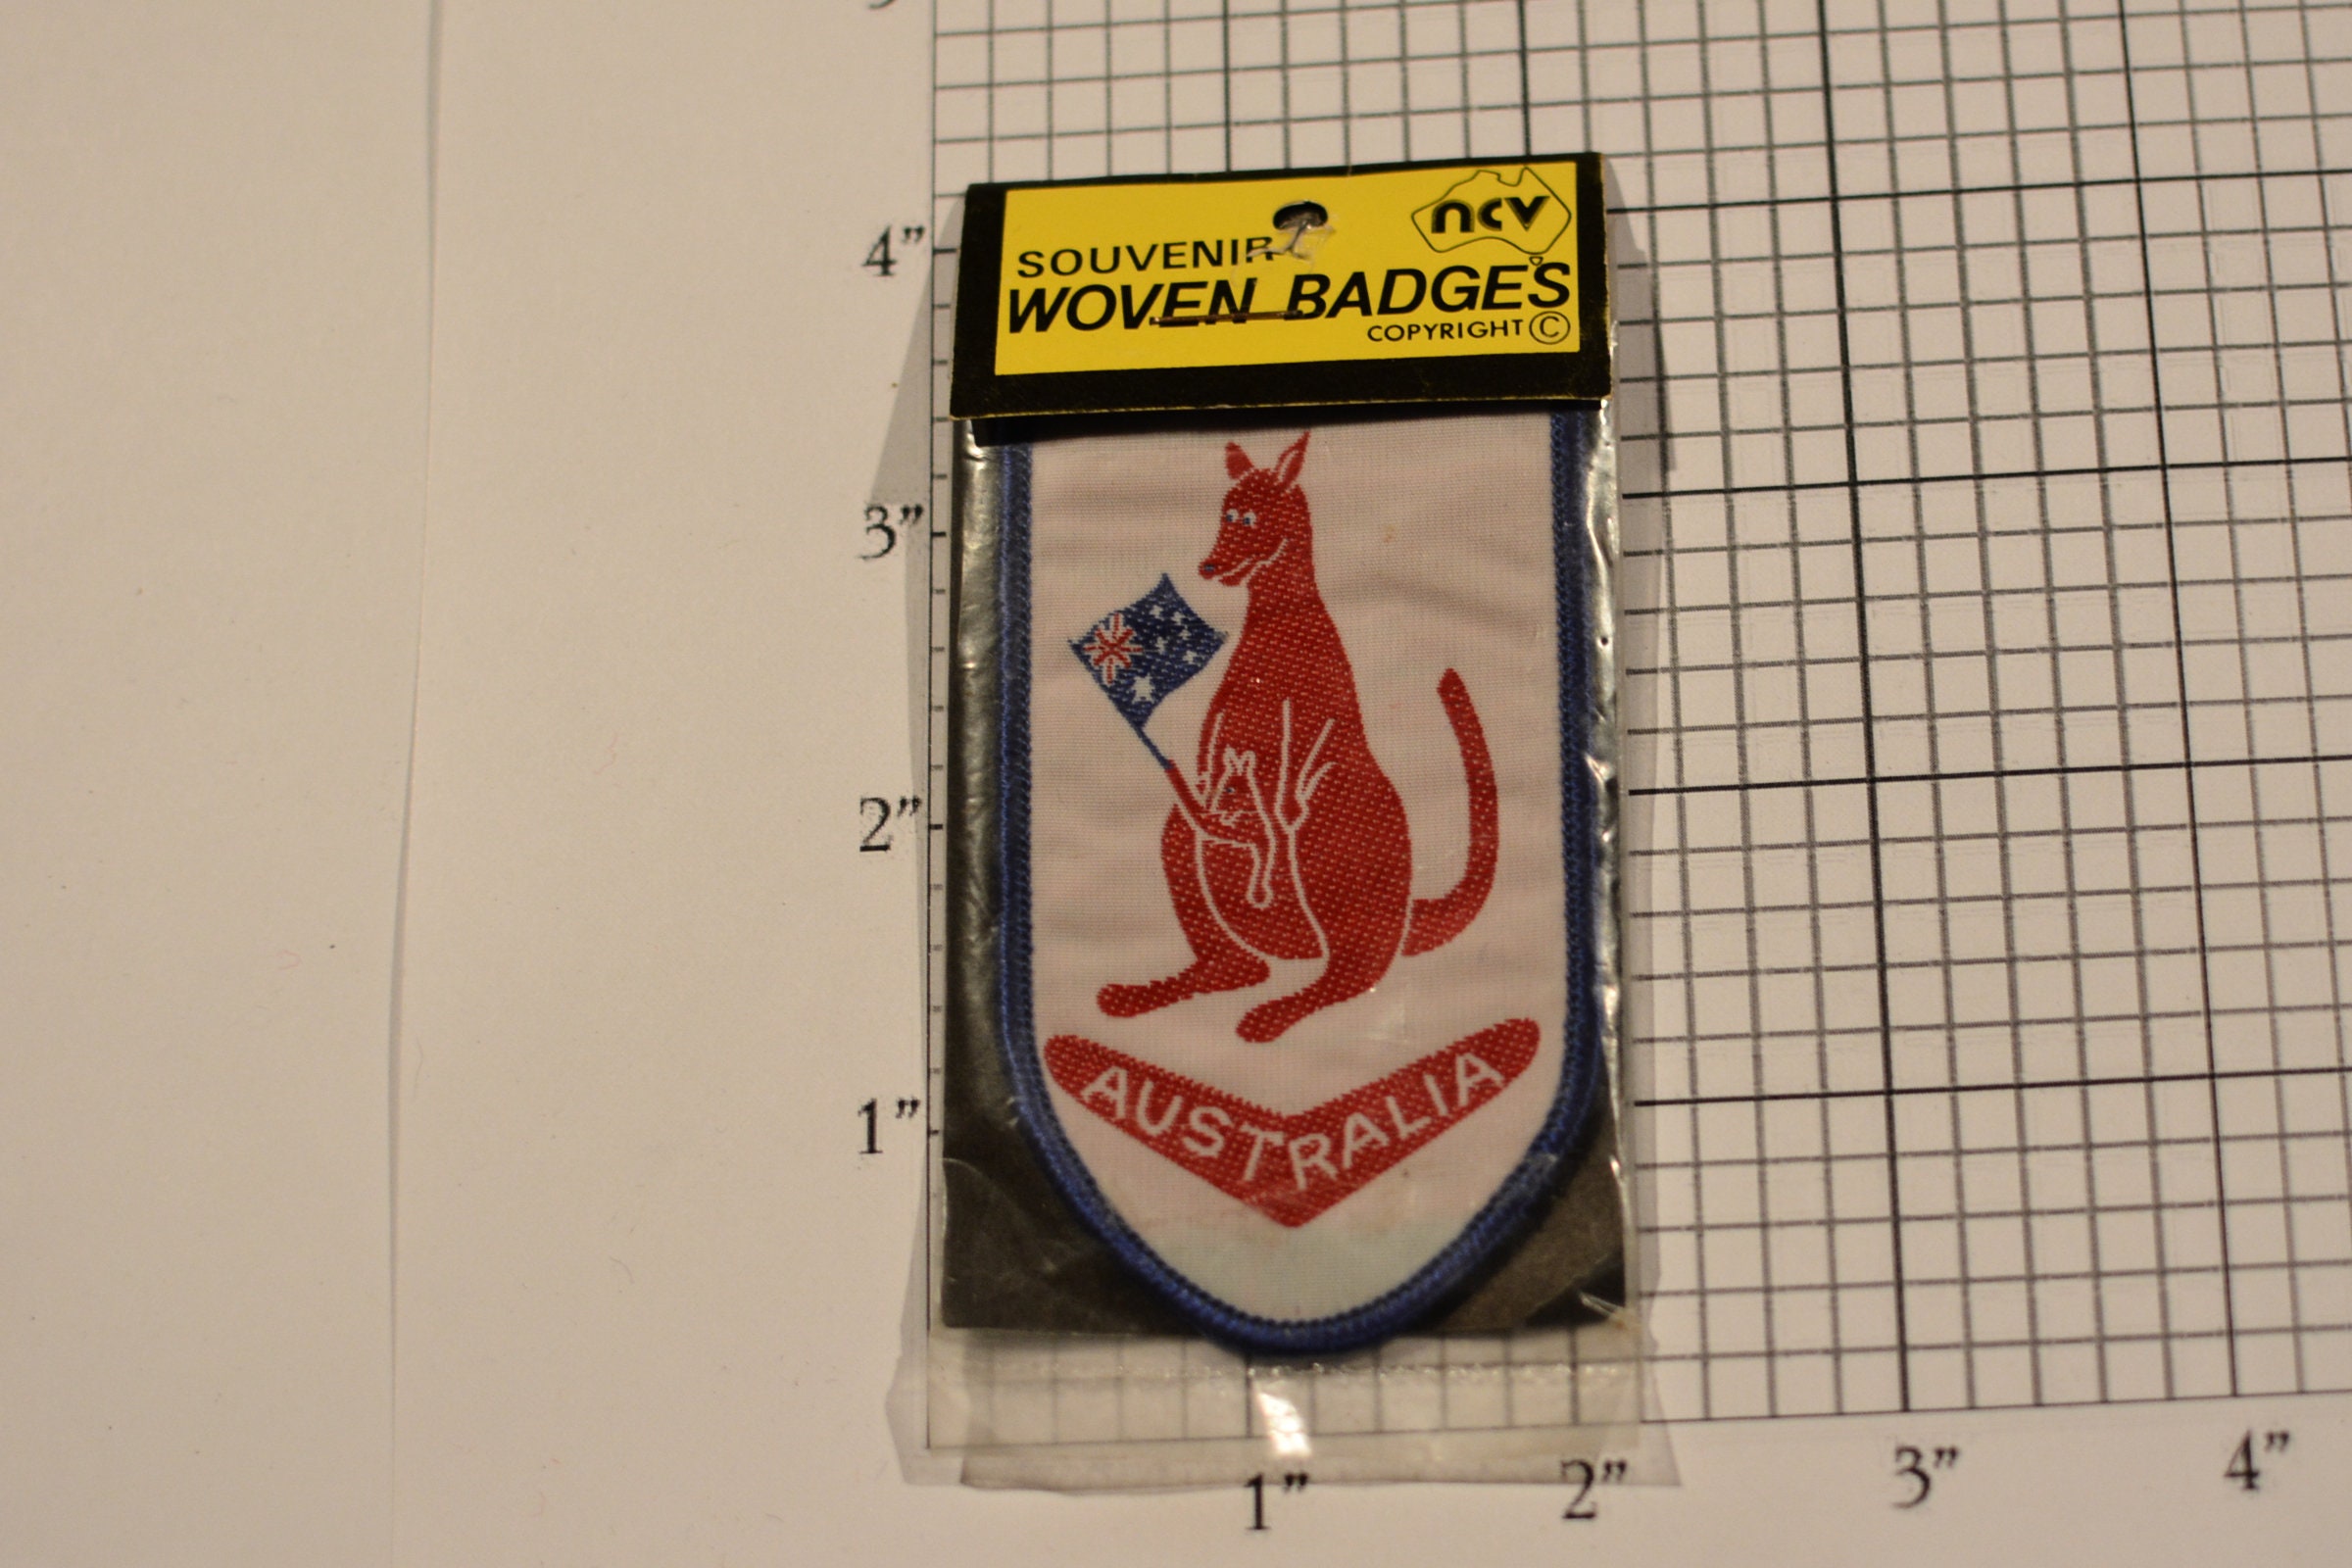 ncv
SOUVENIR
WOVEN BADGES
COPYRIGHT ©
4”
3”
2”
AUSTRALIA
1”
1”
2”
3”
4”